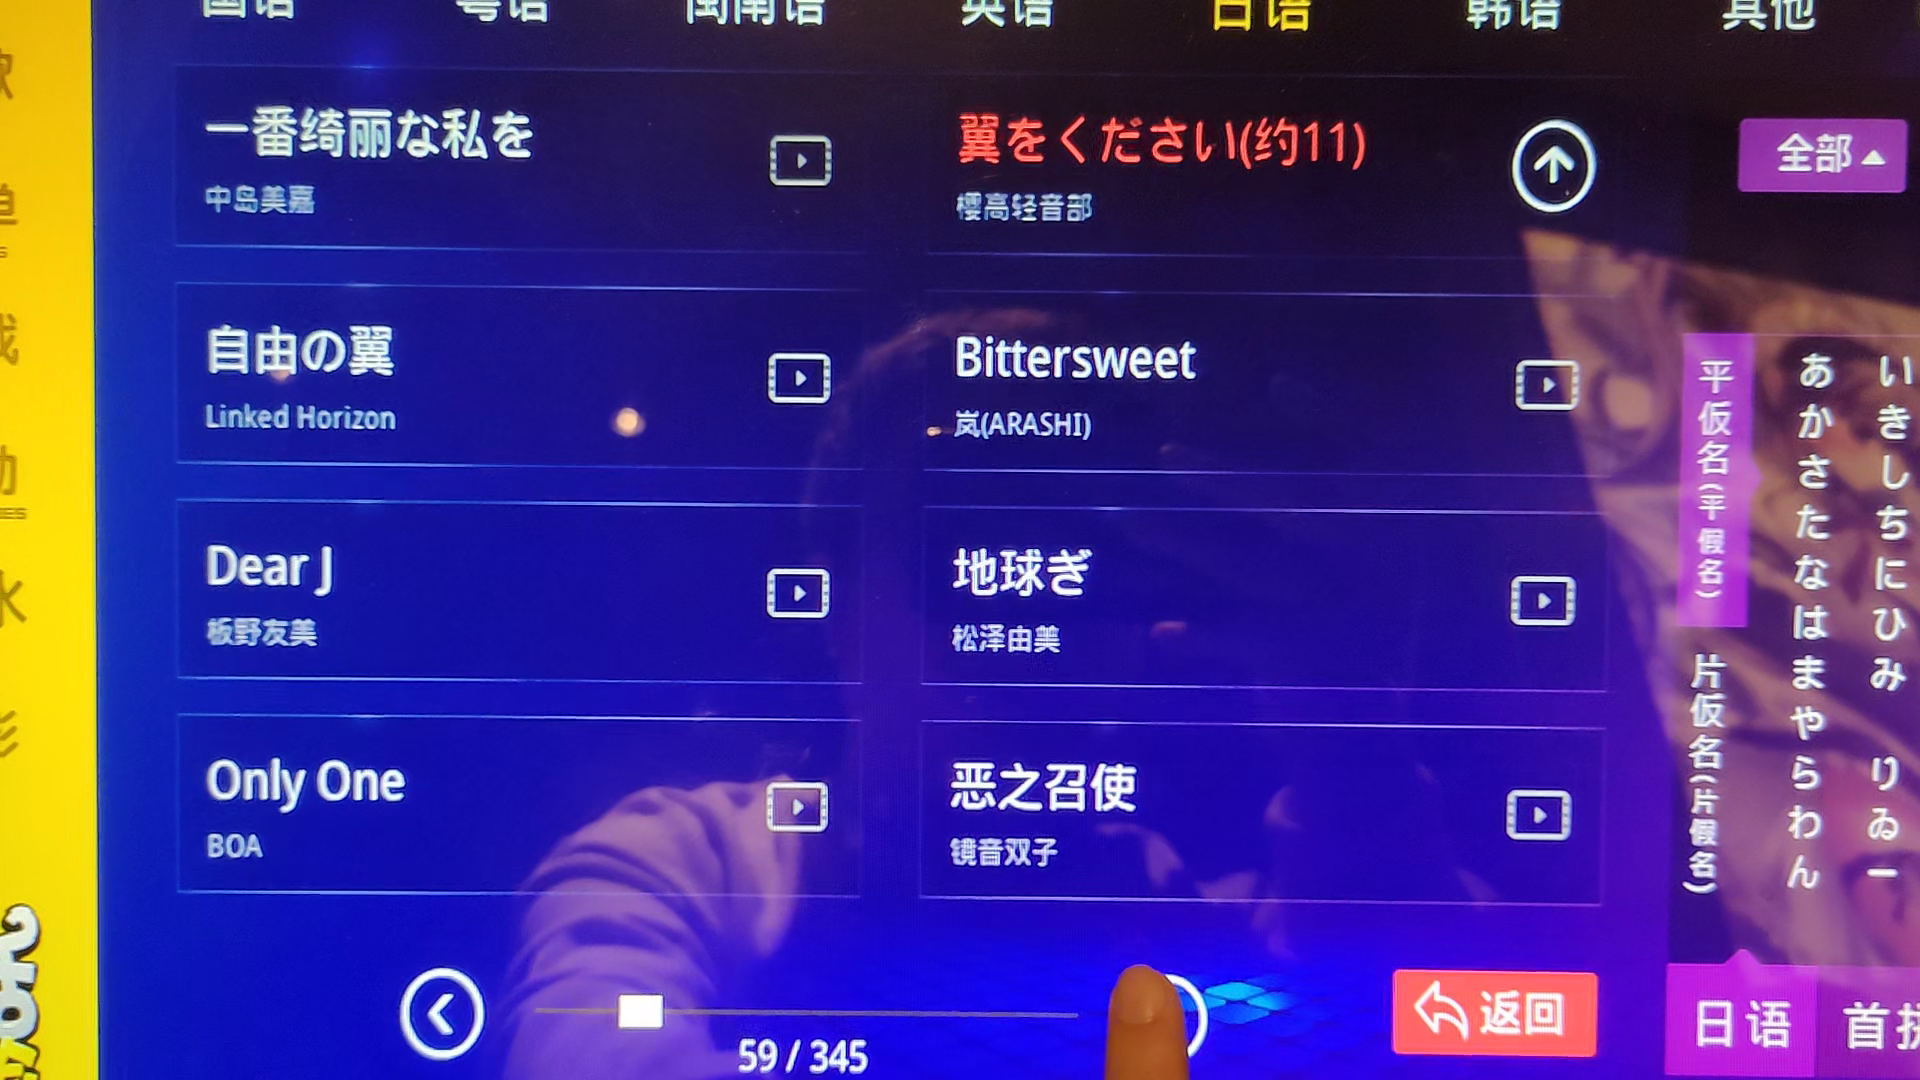 国语 粤语 闽南语 英语 日语 韩语 其他
一番绮丽な私を
中岛美嘉
翼をください(约11)
樱高轻音部
全部
自由の翼
Linked Horizon
Bittersweet
岚(ARASHI)
Dear J
板野友美
地球ぎ
松泽由美
Only One
BOA
恶之召使
镜音双子
平仮名(平假名)
片仮名(片假名)
あかさたなはまやらわん
いきしちにひみ りゐー
59 / 345
返回
日语
首